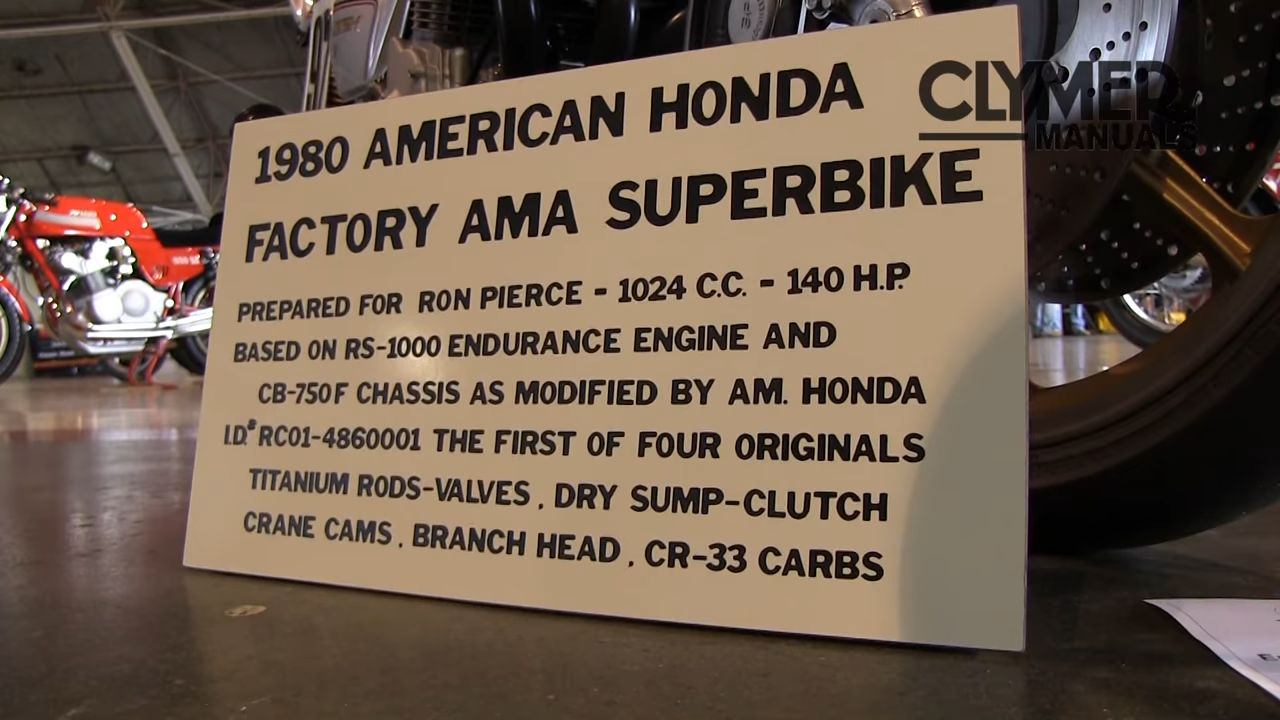 1980 AMERICAN HONDA
FACTORY AMA SUPERBIKE
PREPARED FOR RON PIERCE - 1024 C.C. - 140 H.P.
BASED ON RS-1000 ENDURANCE ENGINE AND
CB-750F CHASSIS AS MODIFIED BY AM. HONDA
I.D.# RC01-4860001 THE FIRST OF FOUR ORIGINALS
TITANIUM RODS-VALVES, DRY SUMP-CLUTCH
CRANE CAMS, BRANCH HEAD, CR-33 CARBS
CLYMER
MANUALS